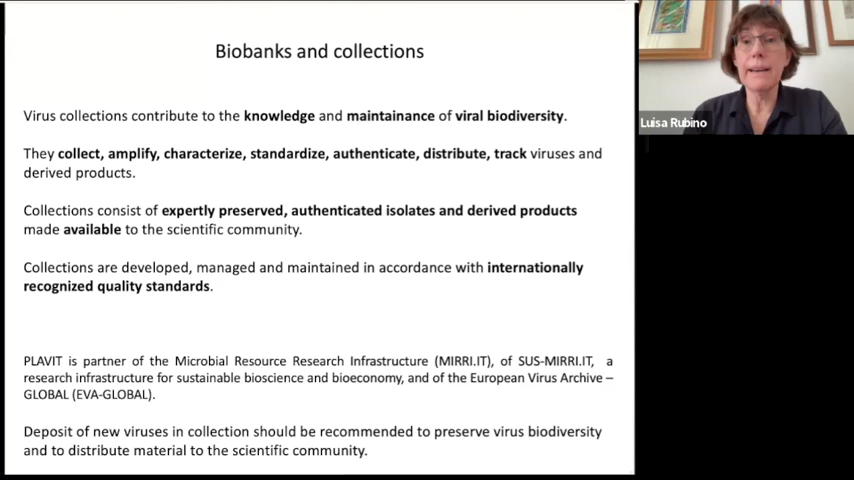 Biobanks and collections
Virus collections contribute to the knowledge and maintainance of viral biodiversity.
They collect, amplify, characterize, standardize, authenticate, distribute, track viruses and
derived products.
Collections consist of expertly preserved, authenticated isolates and derived products
made available to the scientific community.
Collections are developed, managed and maintained in accordance with internationally
recognized quality standards.
PLAVIT is partner of the Microbial Resource Research Infrastructure (MIRRI.IT), of SUS-MIRRI.IT, a
research infrastructure for sustainable bioscience and bioeconomy, and of the European Virus Archive –
GLOBAL (EVA-GLOBAL).
Deposit of new viruses in collection should be recommended to preserve virus biodiversity
and to distribute material to the scientific community.
Luisa Rubino